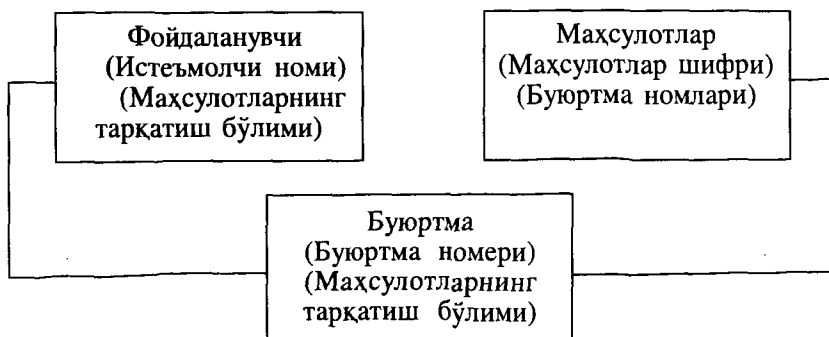 Фойдаланувчи
(Истеъмолчи номи)
(Маҳсулотларнинг
тарқатиш бўлими)
Маҳсулотлар
(Маҳсулотлар шифри)
(Буюртма номлари)
Буюртма
(Буюртма номери)
(Маҳсулотларнинг
тарқатиш бўлими)